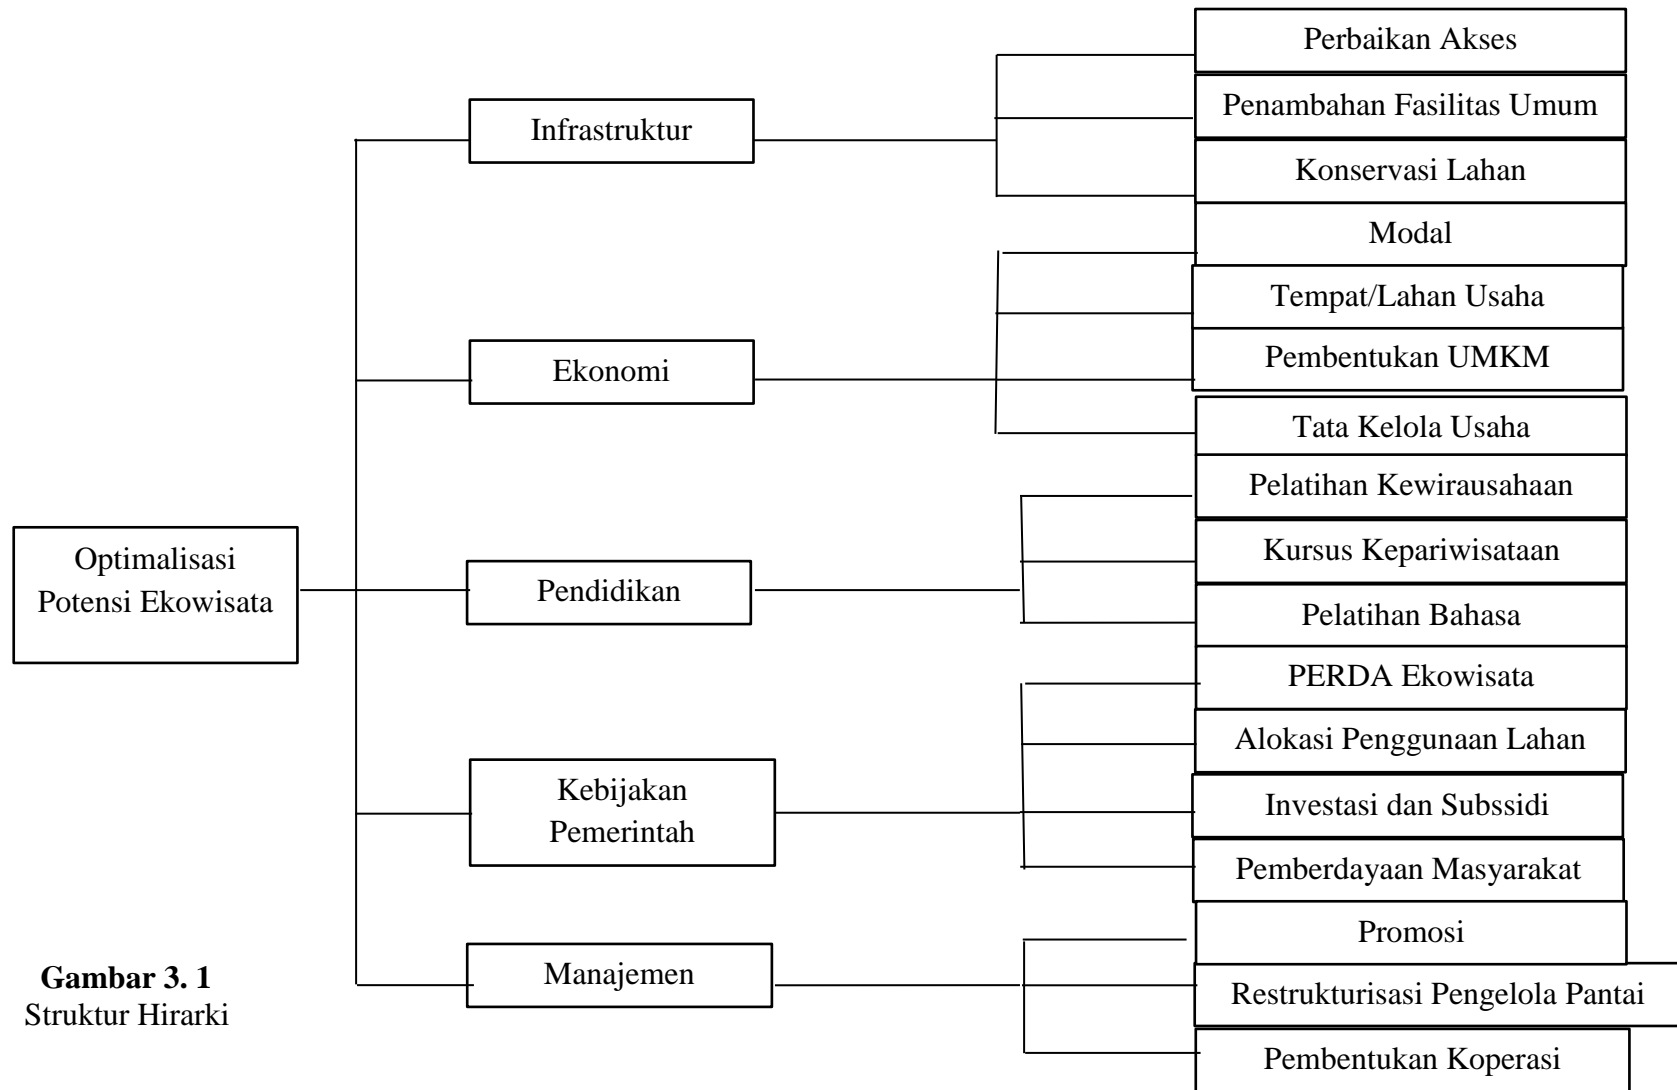 Perbaikan Akses
Penambahan Fasilitas Umum
Infrastruktur
Konservasi Lahan
Modal
Tempat/Lahan Usaha
Ekonomi
Pembentukan UMKM
Tata Kelola Usaha
Pelatihan Kewirausahaan
Optimalisasi
Potensi Ekowisata
Kursus Kepariwisataan
Pendidikan
Pelatihan Bahasa
PERDA Ekowisata
Alokasi Penggunaan Lahan
Kebijakan
Pemerintah
Investasi dan Subssidi
Pemberdayaan Masyarakat
Promosi
Manajemen
Restrukturisasi Pengelola Pantai
Pembentukan Koperasi
Gambar 3. 1
Struktur Hirarki